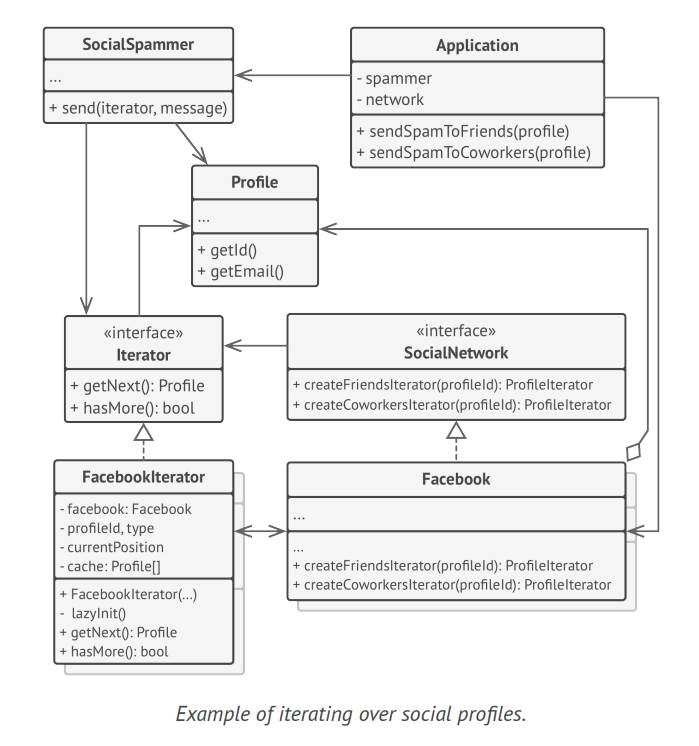 SocialSpammer
...
+ send(iterator, message)
Application
- spammer
- network
+ sendSpamToFriends(profile)
+ sendSpamToCoworkers(profile)
Profile
...
+ getId()
+ getEmail()
«interface»
Iterator
+ getNext(): Profile
+ hasMore(): bool
«interface»
SocialNetwork
+ createFriendsIterator(profileId): ProfileIterator
+ createCoworkersIterator(profileId): ProfileIterator
FacebookIterator
- facebook: Facebook
- profileId, type
- currentPosition
- cache: Profile[]
+ FacebookIterator(...)
- lazyInit()
+ getNext(): Profile
+ hasMore(): bool
Facebook
...
...
+ createFriendsIterator(profileId): ProfileIterator
+ createCoworkersIterator(profileId): ProfileIterator
Example of iterating over social profiles.